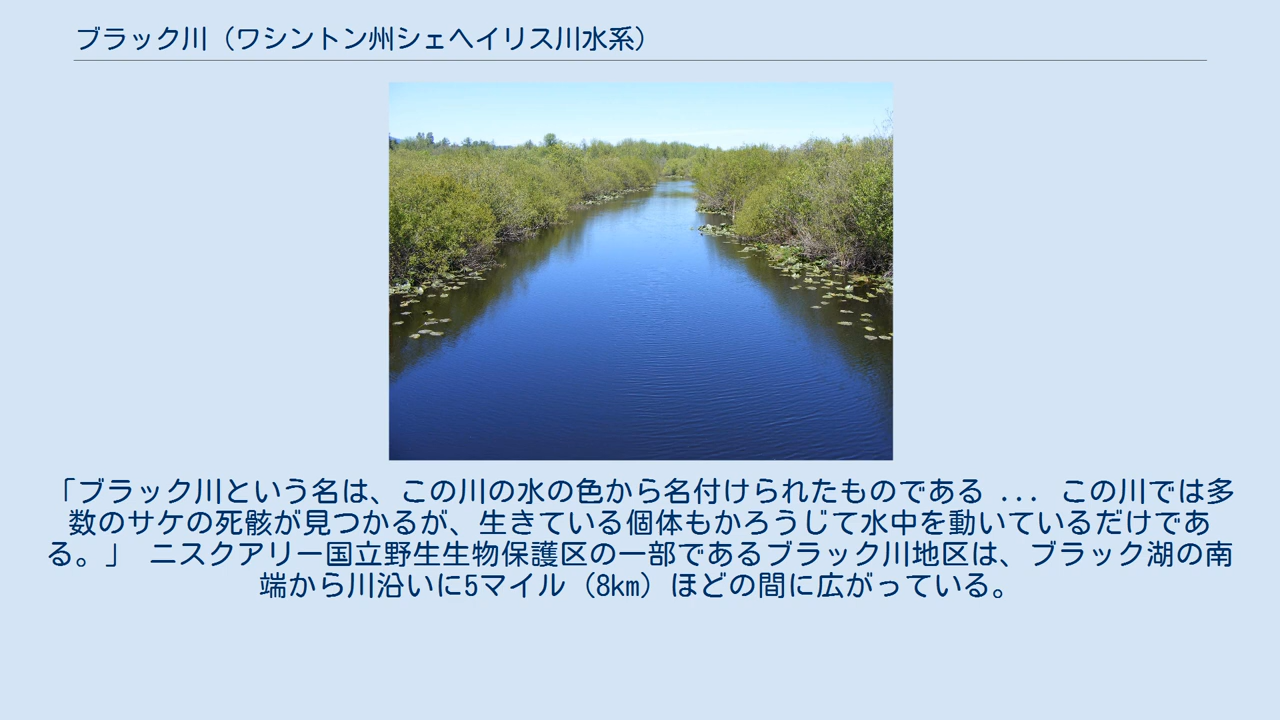 ブラック川（ワシントン州シェヘイリス川水系）
「ブラック川という名は、この川の水の色から名付けられたものである ... この川では多
数のサケの死骸が見つかるが、生きている個体もかろうじて水中を動いているだけであ
る。」 ニスクアリー国立野生生物保護区の一部であるブラック川地区は、ブラック湖の南
端から川沿いに5マイル（8km）ほどの間に広がっている。